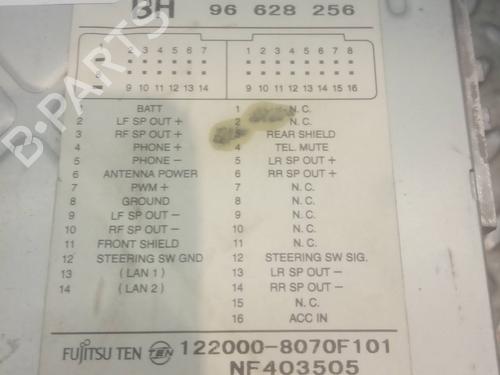 BH 96 628 256
2 3 4 5 6 7 1 2 3 4 5 6 7 8
9 10 11 12 13 14 9 10 11 12 13 14 15 16
BATT 1 N.C.
2 LF SP OUT + 2 N.C.
3 RF SP OUT + REAR SHIELD
4 PHONE + 4 TEL. MUTE
5 PHONE − 5 LR SP OUT +
6 ANTENNA POWER 6 RR SP OUT +
7 PWM + 7 N.C.
8 GROUND 8 N.C.
9 LF SP OUT − 9 N.C.
10 RF SP OUT − 10 N.C.
11 FRONT SHIELD 11 N.C.
12 STEERING SW GND 12 STEERING SW SIG.
13 (LAN 1) 13 LR SP OUT −
14 (LAN 2) 14 RR SP OUT −
15 N.C.
16 ACC IN
FUJITSU TEN TEN 122000-8070F101
NF403505
B-PARTS